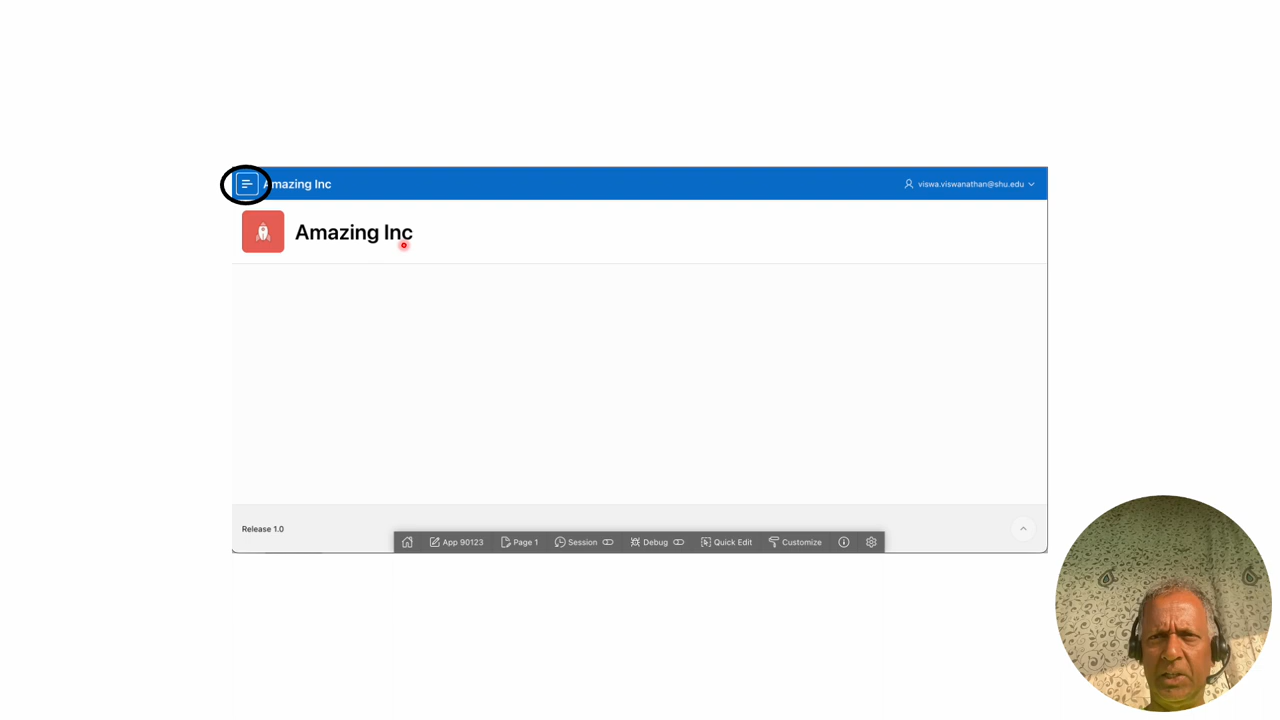 Amazing Inc
viswa.viswanathan@shu.edu
Amazing Inc
Release 1.0
App 90123 Page 1 Session Debug Quick Edit Customize